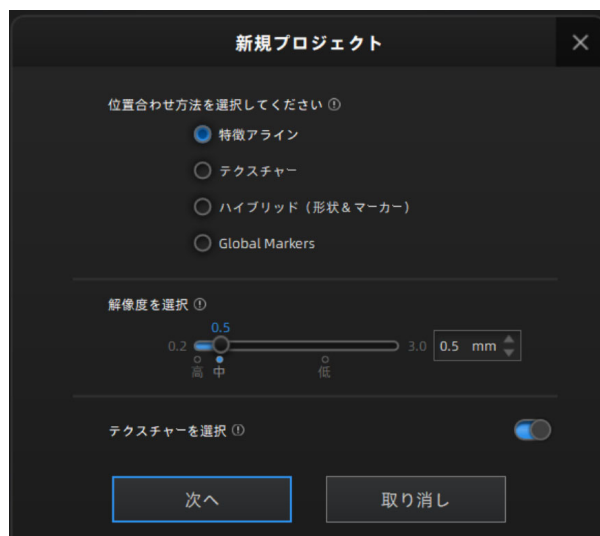 新規プロジェクト
位置合わせ方法を選択してください
特徴アライン
テクスチャー
ハイブリッド（形状＆マーカー）
Global Markers
解像度を選択
0.5
0.2 3.0 0.5 mm
高 中 低
テクスチャーを選択
次へ 取り消し